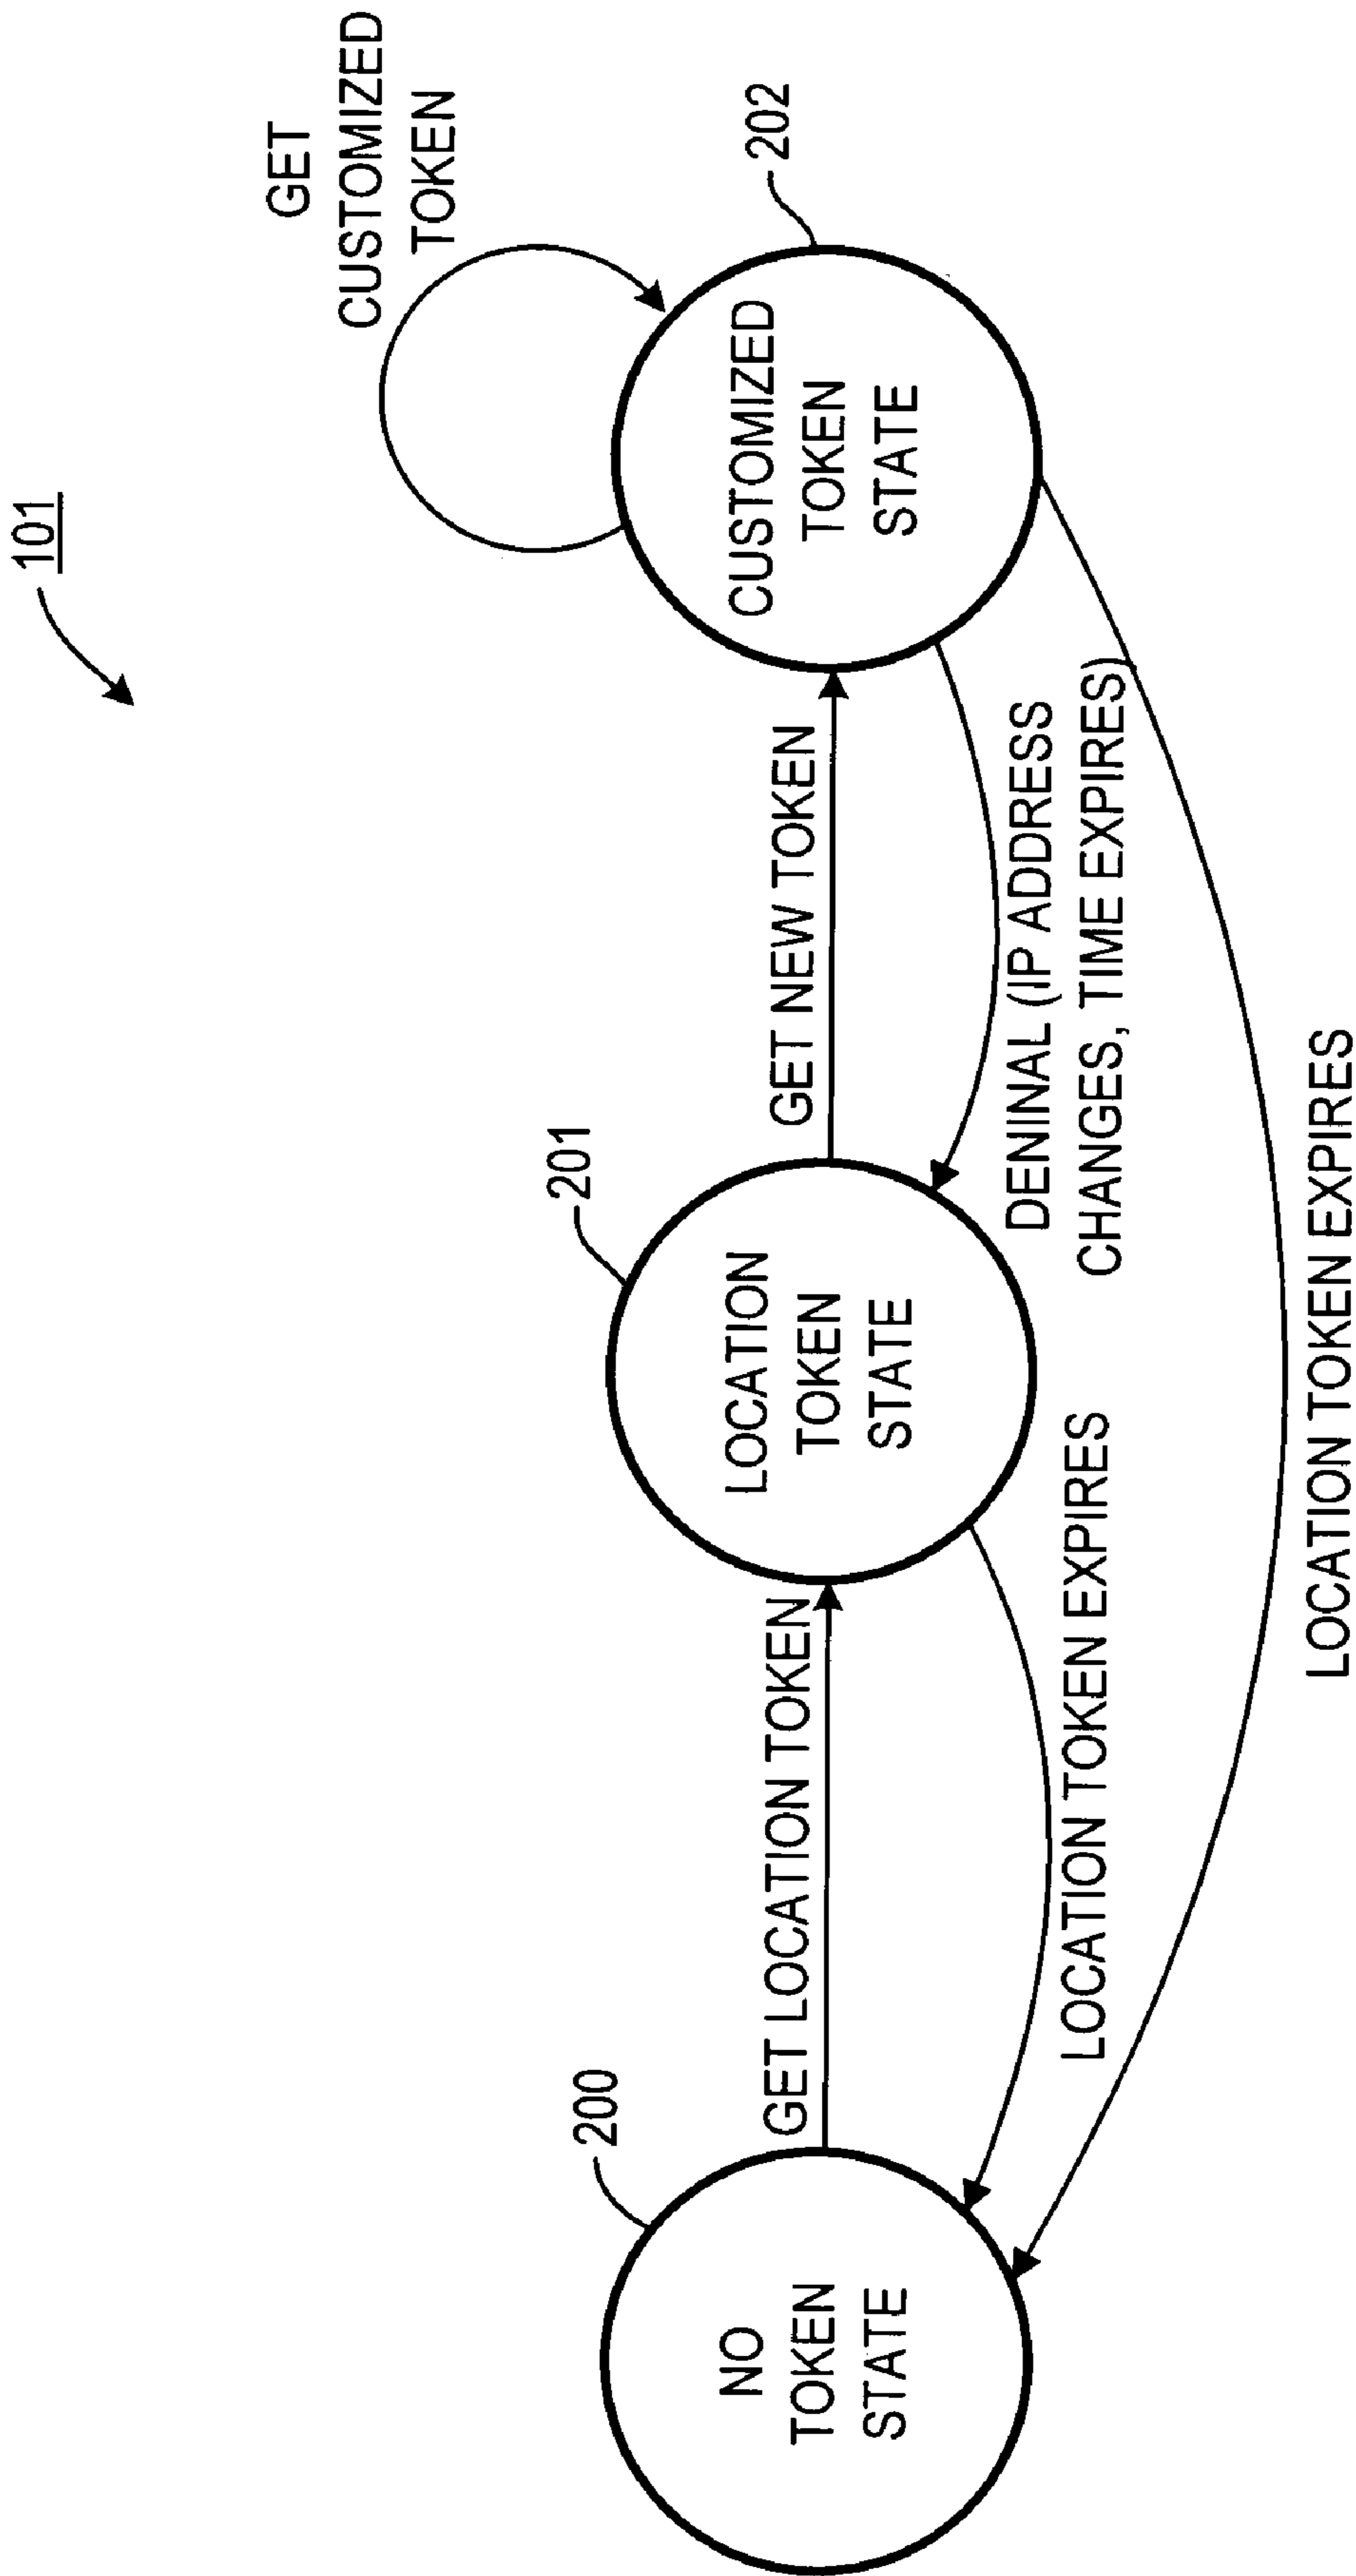 101
GET
CUSTOMIZED
TOKEN
202
CUSTOMIZED
TOKEN
STATE
GET NEW TOKEN
DENINAL (IP ADDRESS
CHANGES, TIME EXPIRES)
201
LOCATION
TOKEN
STATE
GET LOCATION TOKEN
LOCATION TOKEN EXPIRES
LOCATION TOKEN EXPIRES
200
NO
TOKEN
STATE